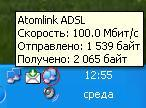 Atomlink ADSL
Скорость: 100.0 Мбит/с
Отправлено: 1 539 байт
Получено: 2 065 байт
12:55
среда